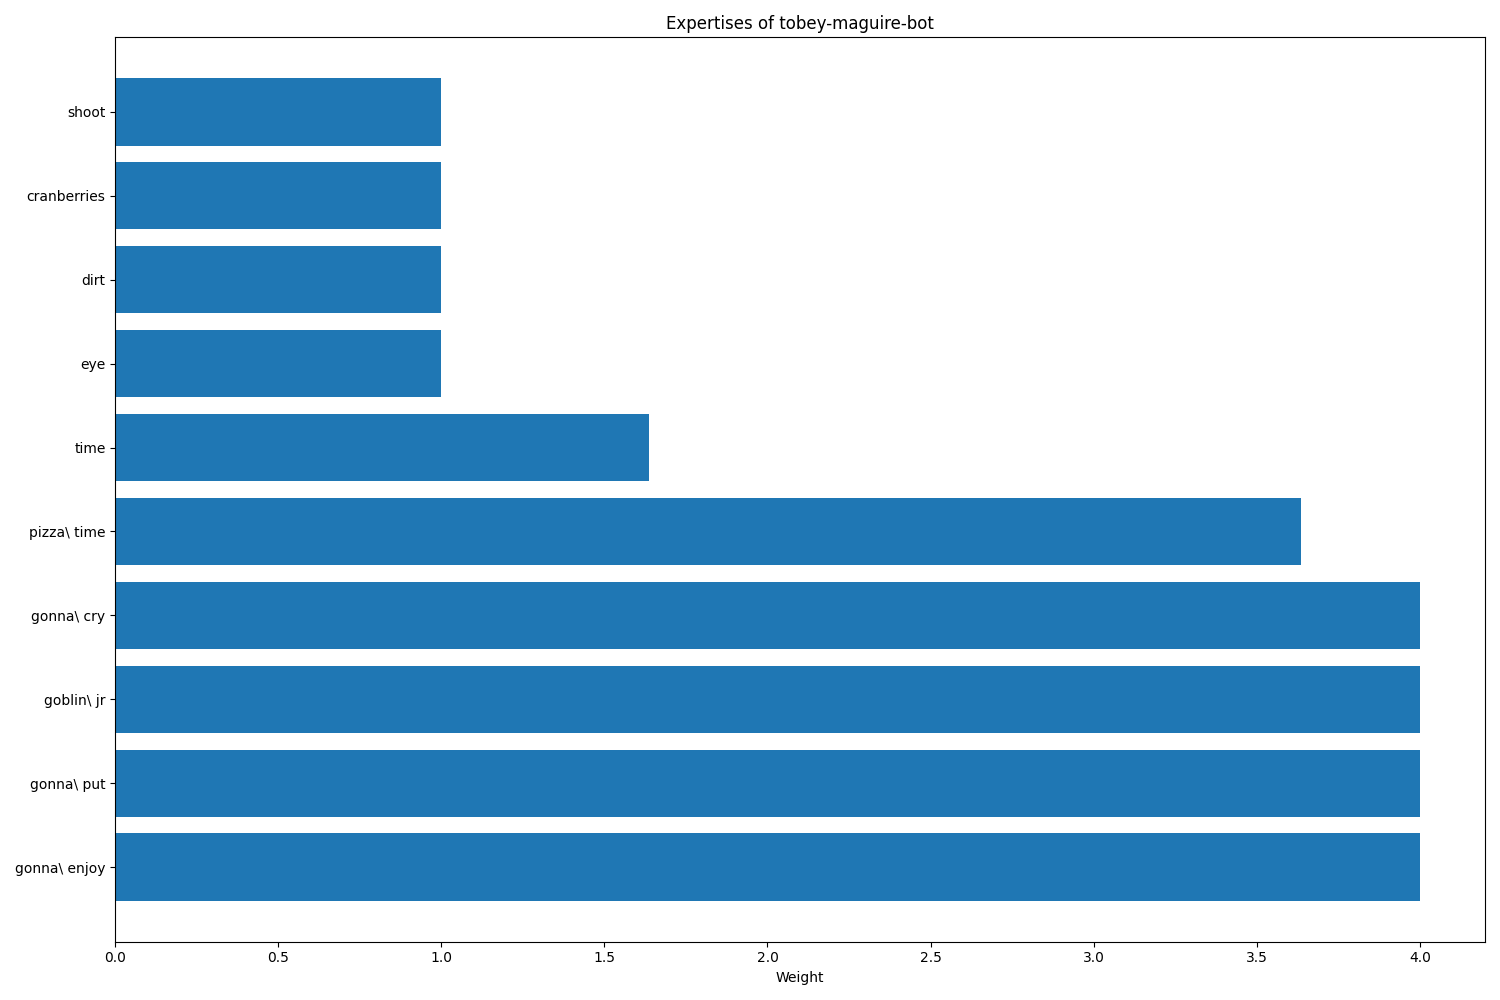 Expertises of tobey-maguire-bot
shoot
cranberries
dirt
eye
time
pizza\ time
gonna\ cry
goblin\ jr
gonna\ put
gonna\ enjoy
0.0 0.5 1.0 1.5 2.0 2.5 3.0 3.5 4.0
Weight